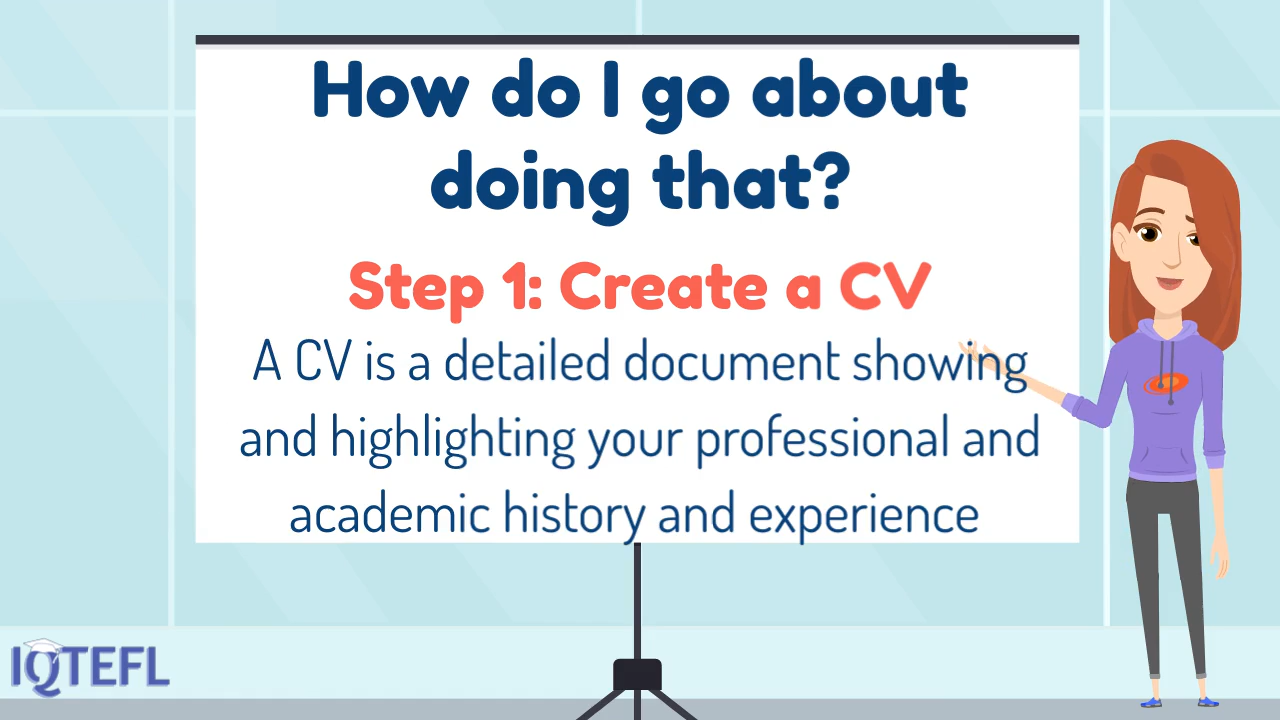 How do I go about
doing that?
Step 1: Create a CV
A CV is a detailed document showing
and highlighting your professional and
academic history and experience
IQTEFL